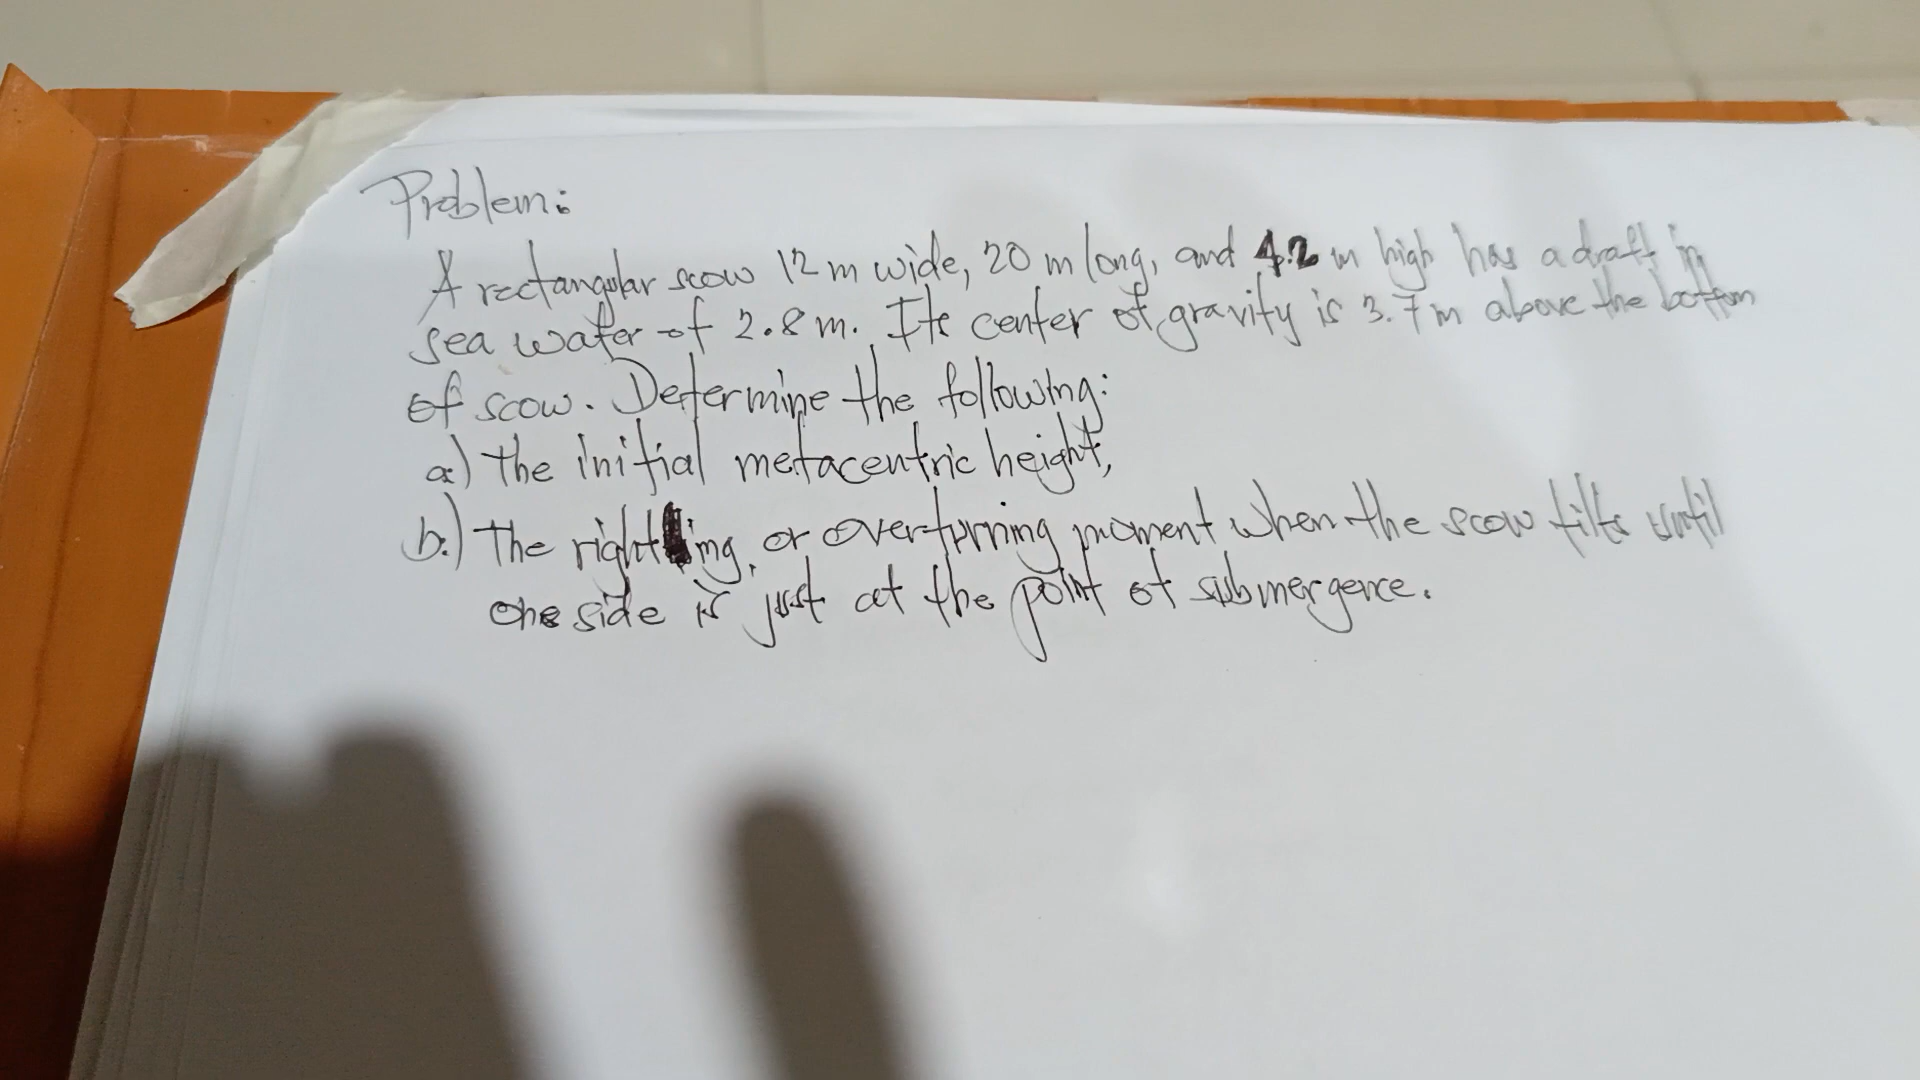 Problem:
A rectangular scow 12 m wide, 20 m long, and 4.2 m high has a draft in
sea water of 2.8 m. Its center of gravity is 3.7 m above the bottom
of scow. Determine the following:
a.) the initial metacentric height,
b.) The righting, or overturning moment when the scow tilts until
one side is just at the point of submergence.